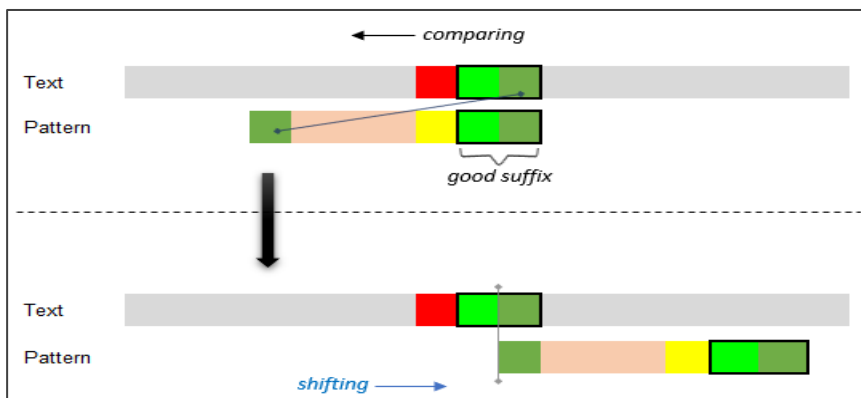 comparing
Text
Pattern
good suffix
Text
Pattern
shifting